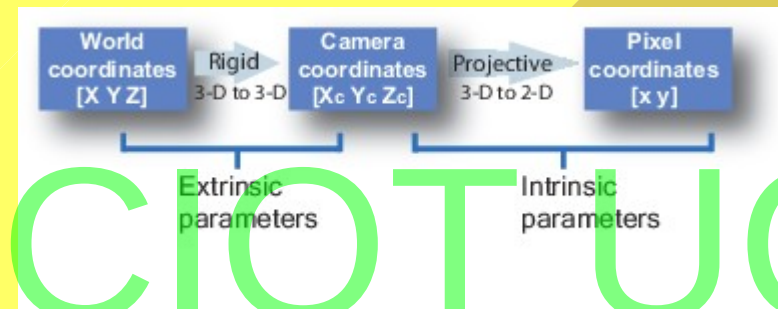 World
coordinates
[X Y Z]
Rigid
3-D to 3-D
Camera
coordinates
[Xc Yc Zc]
Projective
3-D to 2-D
Pixel
coordinates
[x y]
Extrinsic
parameters
Intrinsic
parameters
CIOT UC